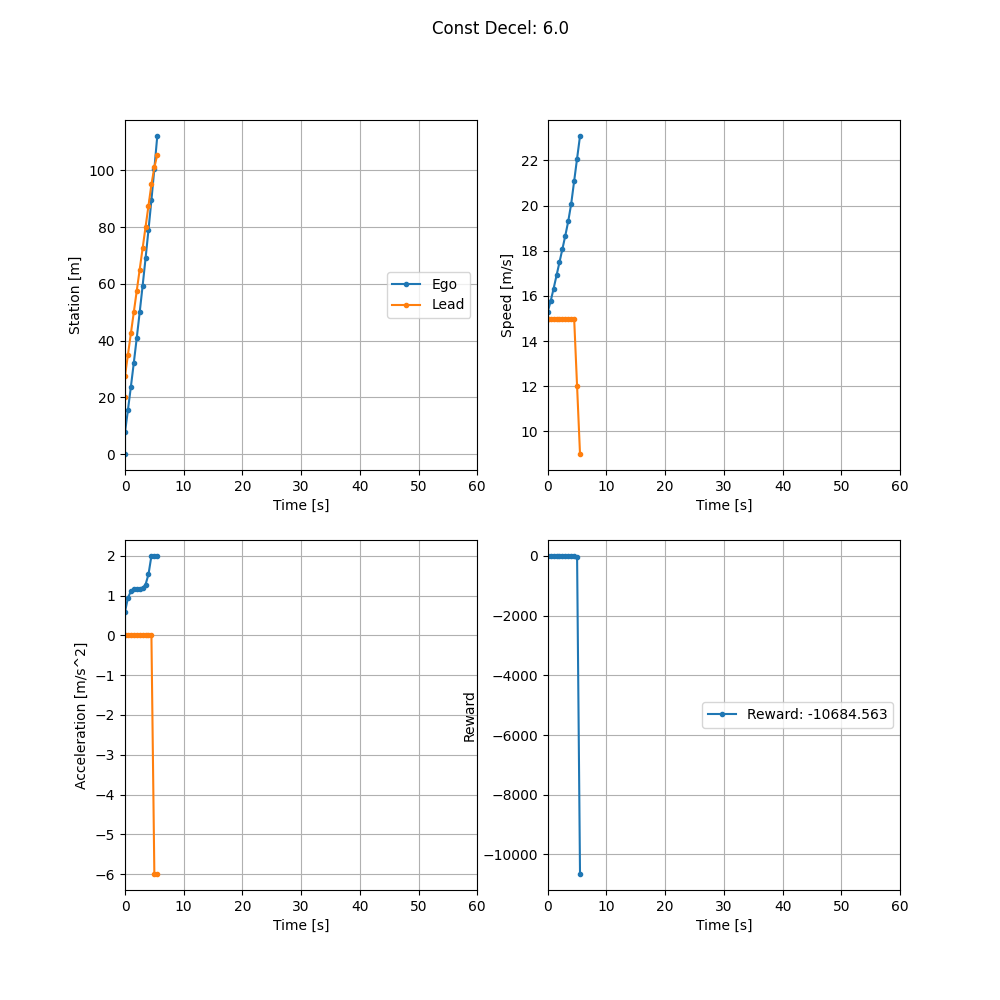 Const Decel: 6.0
Station [m]
100
80
60
40
20
0
Ego
Lead
0 10 20 30 40 50 60
Time [s]
Speed [m/s]
22
20
18
16
14
12
10
0 10 20 30 40 50 60
Time [s]
Acceleration [m/s^2]
2
1
0
−1
−2
−3
−4
−5
−6
0 10 20 30 40 50 60
Time [s]
Reward
0
−2000
−4000
−6000
−8000
−10000
Reward: -10684.563
0 10 20 30 40 50 60
Time [s]